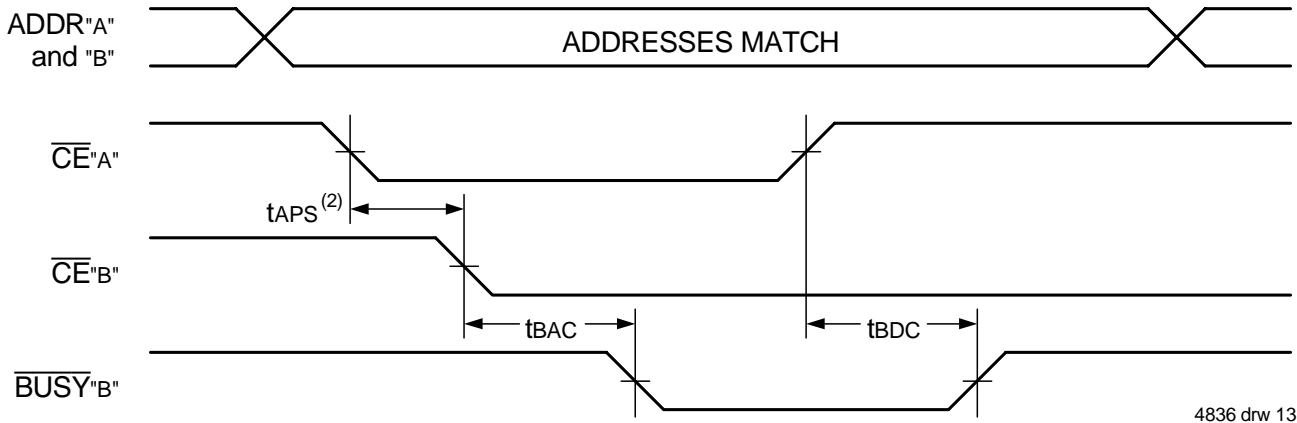 ADDR"A"
and "B"
ADDRESSES MATCH
CE"A"
tAPS(2)
CE"B"
tBAC
tBDC
BUSY"B"
4836 drw 13